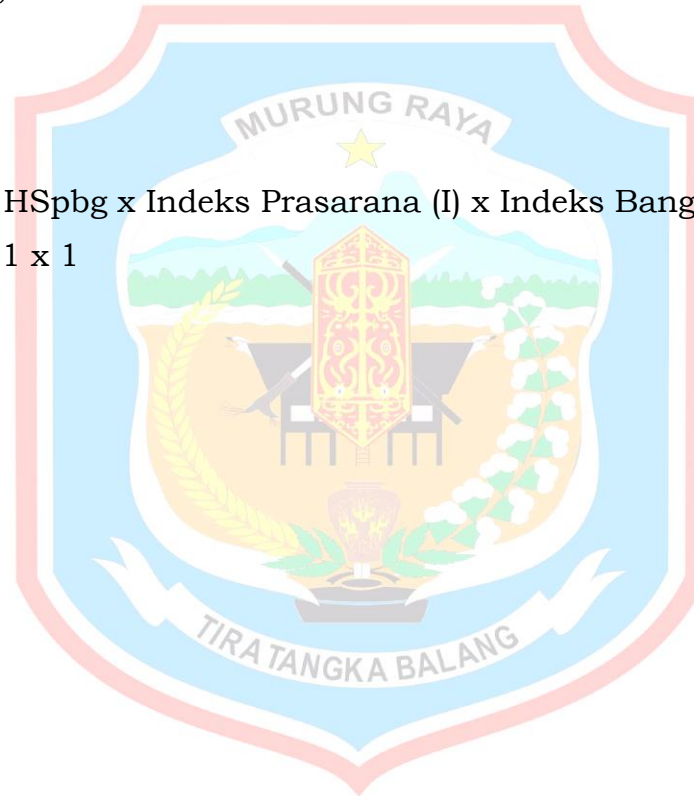 MURUNG RAYA
HSpbg x Indeks Prasarana (I) x Indeks Bang
1 x 1
TIRA TANGKA BALANG